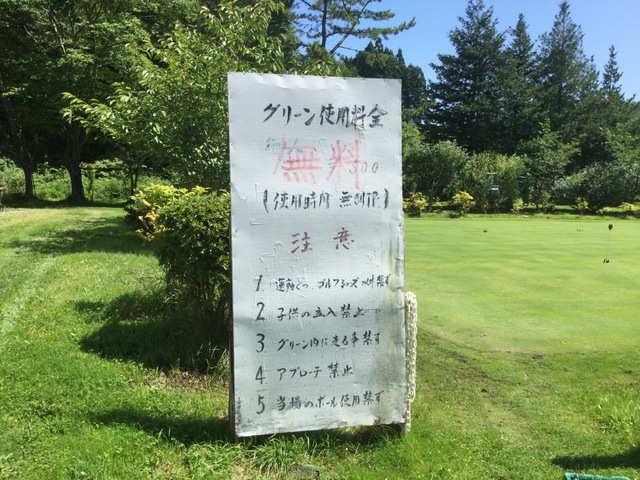 グリーン使用料金
無料
(使用時間 無制限)
注意
1. 運動ぐつ、ゴルフシューズ以外禁ず
2 子供の立入禁止
3 グリーン内に走る事禁ず
4 アプローチ禁止
5 当場のボール使用禁ず